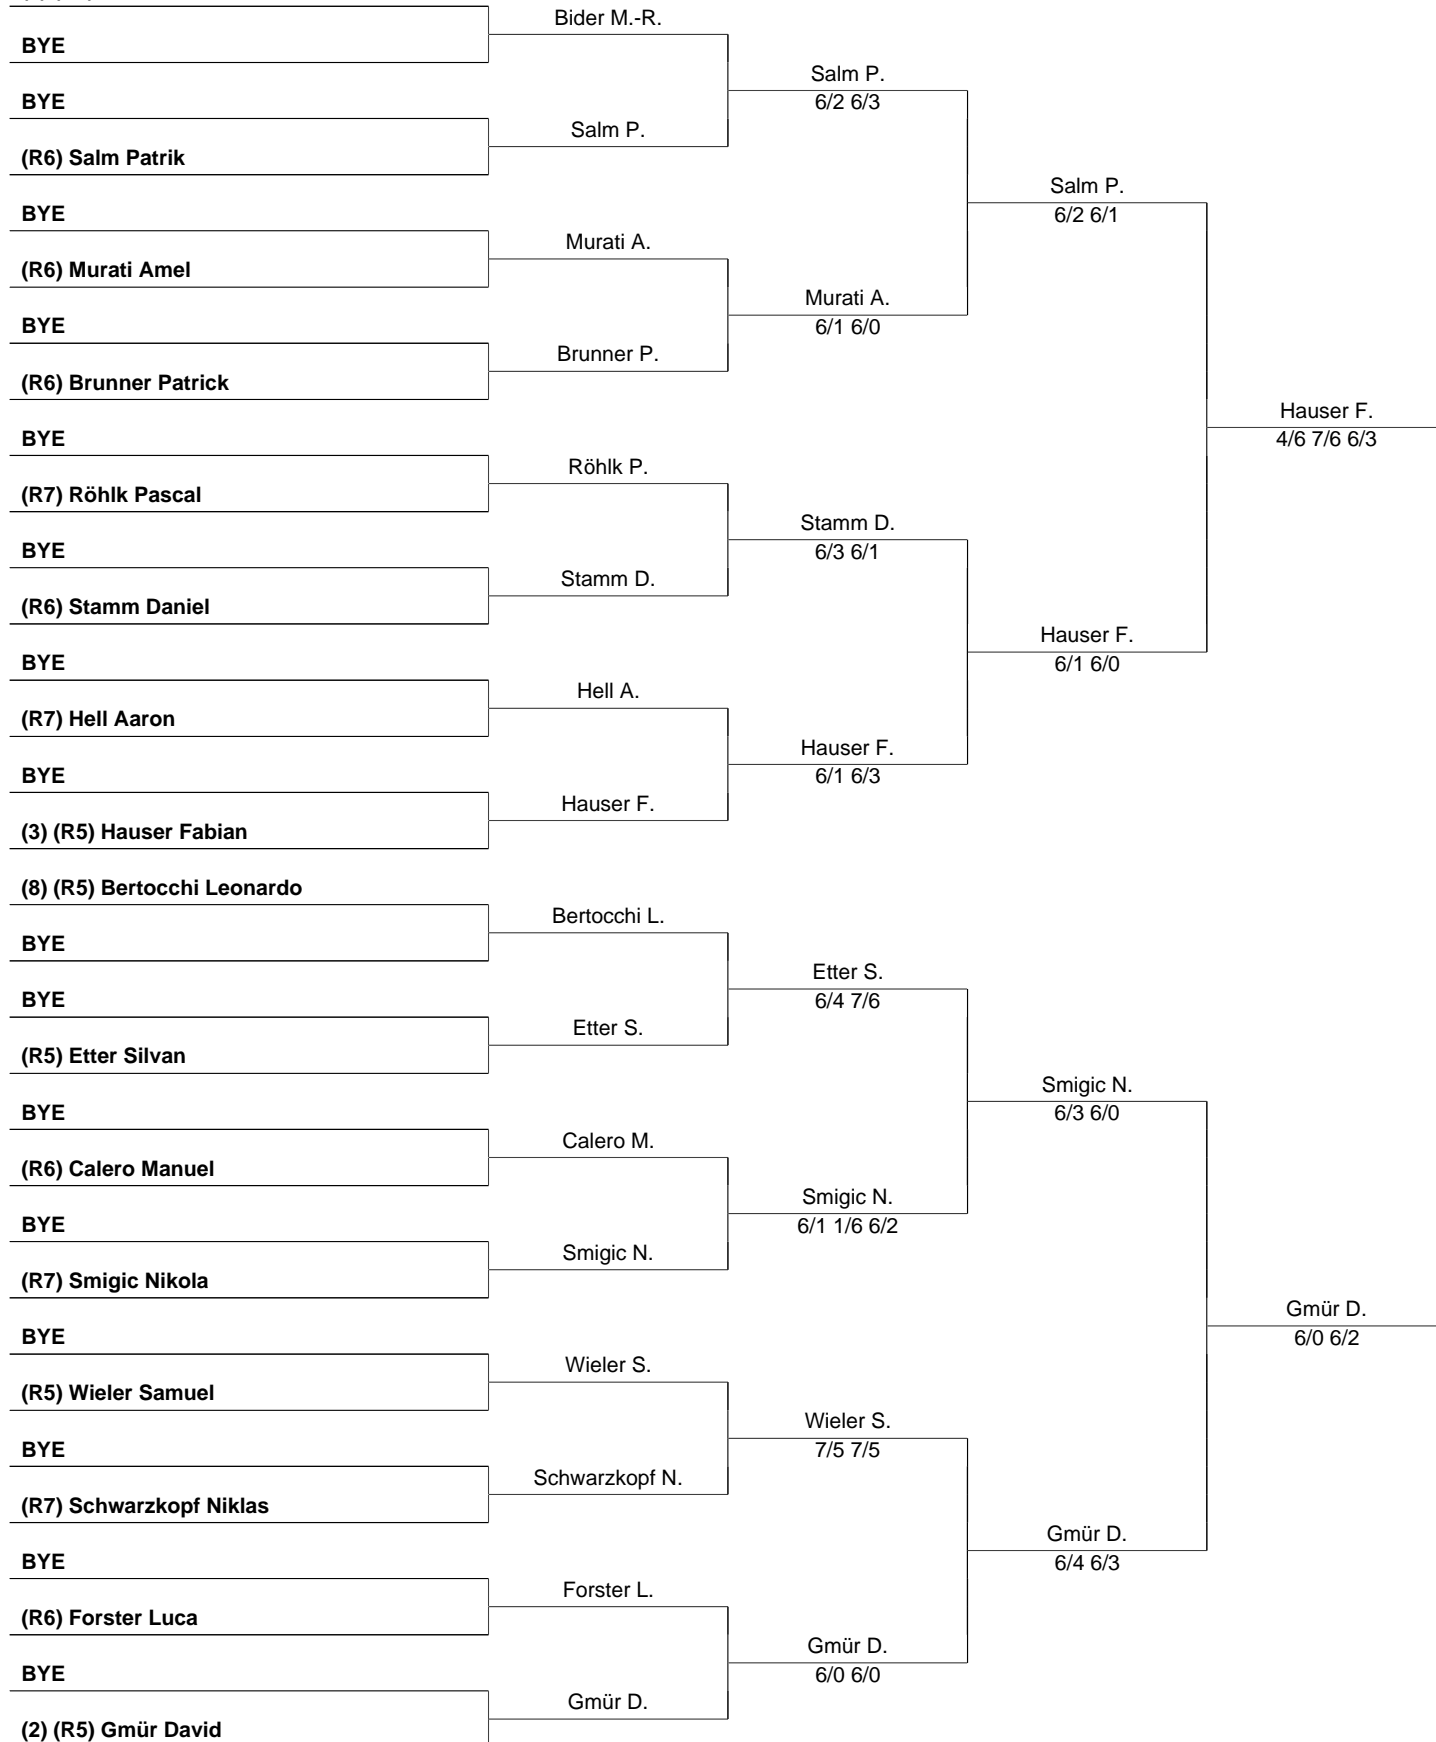 Bider M.-R.
BYE
Salm P.
BYE
6/2 6/3
Salm P.
(R6) Salm Patrik
Salm P.
BYE
6/2 6/1
Murati A.
(R6) Murati Amel
Murati A.
BYE
6/1 6/0
Brunner P.
(R6) Brunner Patrick
Hauser F.
BYE
4/6 7/6 6/3
Röhlk P.
(R7) Röhlk Pascal
Stamm D.
BYE
6/3 6/1
Stamm D.
(R6) Stamm Daniel
Hauser F.
BYE
6/1 6/0
Hell A.
(R7) Hell Aaron
Hauser F.
BYE
6/1 6/3
Hauser F.
(3) (R5) Hauser Fabian
(8) (R5) Bertocchi Leonardo
Bertocchi L.
BYE
Etter S.
BYE
6/4 7/6
Etter S.
(R5) Etter Silvan
Smigic N.
BYE
6/3 6/0
Calero M.
(R6) Calero Manuel
Smigic N.
BYE
6/1 1/6 6/2
Smigic N.
(R7) Smigic Nikola
Gmür D.
BYE
6/0 6/2
Wieler S.
(R5) Wieler Samuel
Wieler S.
BYE
7/5 7/5
Schwarzkopf N.
(R7) Schwarzkopf Niklas
Gmür D.
BYE
6/4 6/3
Forster L.
(R6) Forster Luca
Gmür D.
BYE
6/0 6/0
Gmür D.
(2) (R5) Gmür David